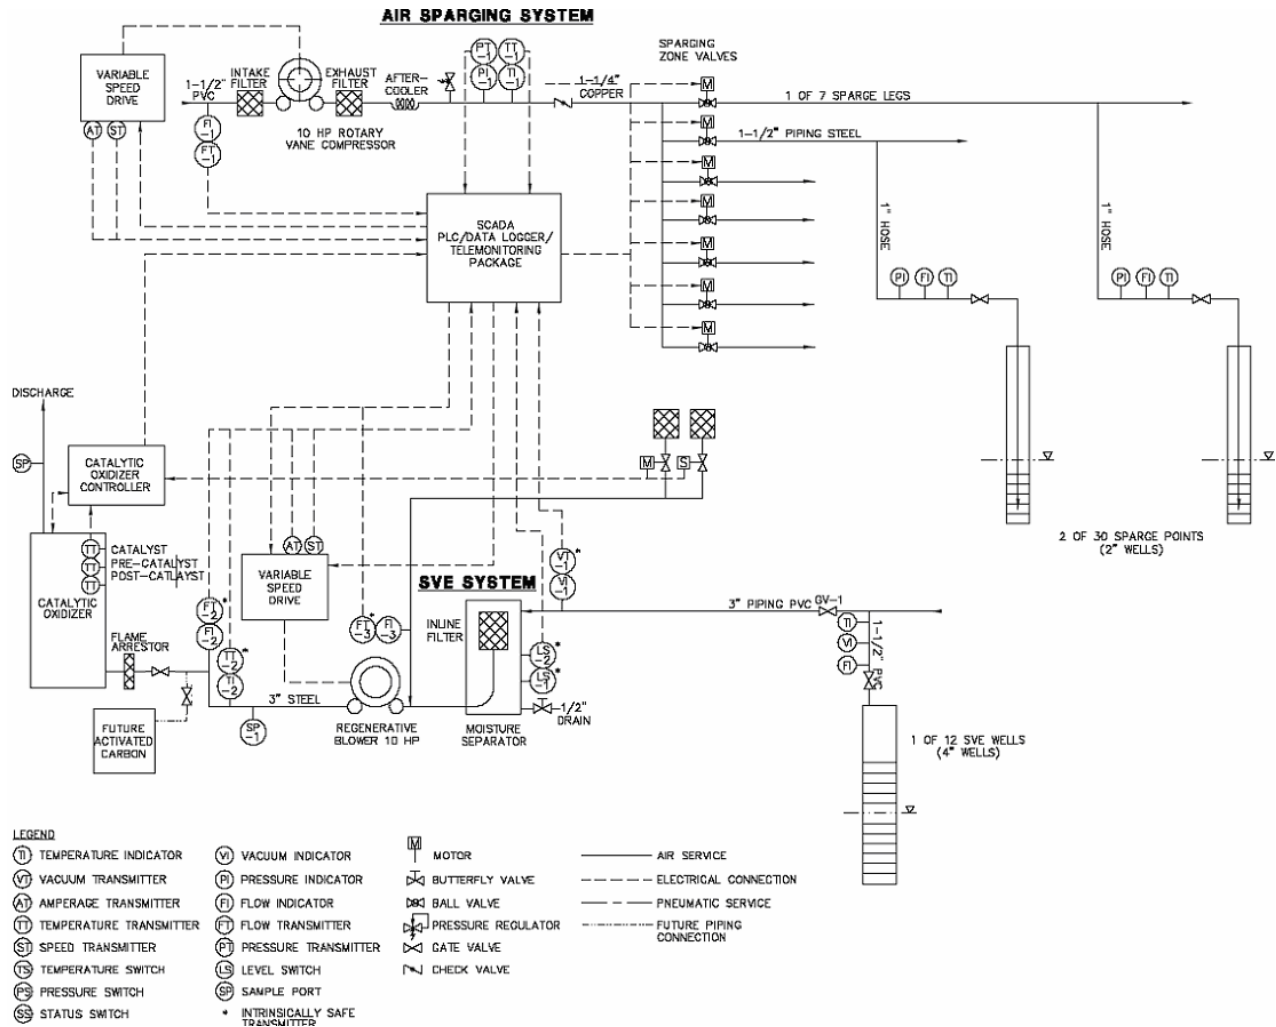 AIR SPARGING SYSTEM
VARIABLE
SPEED
DRIVE
AT
ST
1-1/2"
PVC
INTAKE
FILTER
EXHAUST
FILTER
AFTER-
COOLER
10 HP ROTARY
VANE COMPRESSOR
FI
-1
FT
-1
PT
-1
TT
-1
PI
-1
TI
-1
1-1/4"
COPPER
SPARGING
ZONE VALVES
M
M
M
M
M
M
M
1 OF 7 SPARGE LEGS
1-1/2" PIPING STEEL
1" HOSE
1" HOSE
PI
FI
TI
PI
FI
TI
2 OF 30 SPARGE POINTS
(2" WELLS)
SCADA
PLC/DATA LOGGER/
TELEMONITORING
PACKAGE
DISCHARGE
SP
CATALYTIC
OXIDIZER
CONTROLLER
TT
CATALYST
TT
PRE-CATALYST
TT
POST-CATLAYST
CATALYTIC
OXIDIZER
FLAME
ARRESTOR
FUTURE
ACTIVATED
CARBON
FT
-2
*
FI
-2
TT
-2
*
TI
-2
3" STEEL
SP
-1
AT
ST
VARIABLE
SPEED
DRIVE
FT
-3
*
FI
-3
REGENERATIVE
BLOWER 10 HP
M
S
SVE SYSTEM
INLINE
FILTER
MOISTURE
SEPARATOR
VT
-1
*
VI
-1
LS
-2
*
LS
-1
*
1/2"
DRAIN
3" PIPING PVC
GV-1
TI
VI
FI
1-1/2" PVC
1 OF 12 SVE WELLS
(4" WELLS)
LEGEND
TI TEMPERATURE INDICATOR
VT VACUUM TRANSMITTER
AT AMPERAGE TRANSMITTER
TT TEMPERATURE TRANSMITTER
ST SPEED TRANSMITTER
TS TEMPERATURE SWITCH
PS PRESSURE SWITCH
SS STATUS SWITCH
VI VACUUM INDICATOR
PI PRESSURE INDICATOR
FI FLOW INDICATOR
FT FLOW TRANSMITTER
PT PRESSURE TRANSMITTER
LS LEVEL SWITCH
SP SAMPLE PORT
* INTRINSICALLY SAFE
TRANSMITTER
M MOTOR
BUTTERFLY VALVE
BALL VALVE
PRESSURE REGULATOR
GATE VALVE
CHECK VALVE
AIR SERVICE
ELECTRICAL CONNECTION
PNEUMATIC SERVICE
FUTURE PIPING
CONNECTION